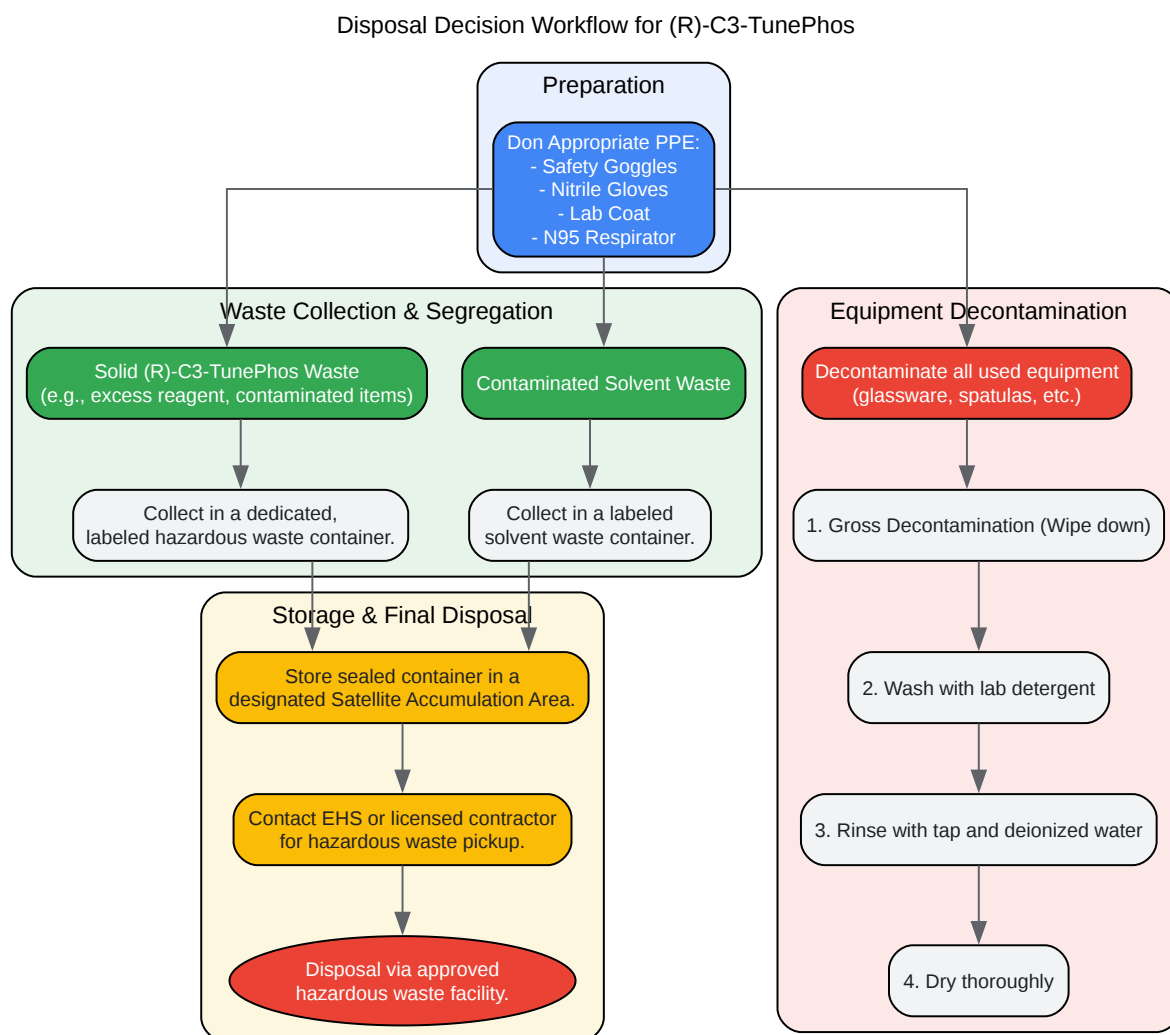 Disposal Decision Workflow for (R)-C3-TunePhos
Preparation
Don Appropriate PPE:
- Safety Goggles
- Nitrile Gloves
- Lab Coat
- N95 Respirator
Waste Collection & Segregation
Solid (R)-C3-TunePhos Waste
(e.g., excess reagent, contaminated items)
Contaminated Solvent Waste
Collect in a dedicated,
labeled hazardous waste container.
Collect in a labeled
solvent waste container.
Storage & Final Disposal
Store sealed container in a
designated Satellite Accumulation Area.
Contact EHS or licensed contractor
for hazardous waste pickup.
Disposal via approved
hazardous waste facility.
Equipment Decontamination
Decontaminate all used equipment
(glassware, spatulas, etc.)
1. Gross Decontamination (Wipe down)
2. Wash with lab detergent
3. Rinse with tap and deionized water
4. Dry thoroughly